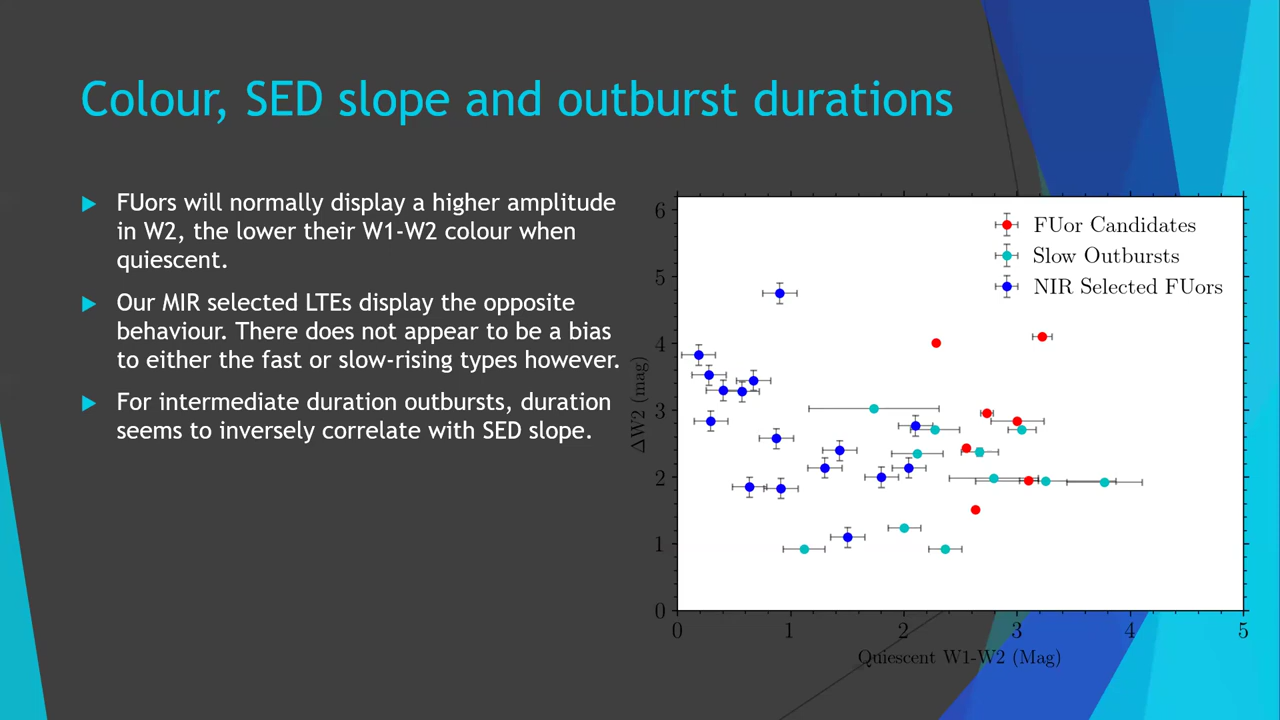 Colour, SED slope and outburst durations
▶ FUors will normally display a higher amplitude
in W2, the lower their W1-W2 colour when
quiescent.
▶ Our MIR selected LTEs display the opposite
behaviour. There does not appear to be a bias
to either the fast or slow-rising types however.
▶ For intermediate duration outbursts, duration
seems to inversely correlate with SED slope.
FUor Candidates
Slow Outbursts
NIR Selected FUors
ΔW2 (mag)
6
5
4
3
2
1
0
0 1 2 3 4 5
Quiescent W1-W2 (Mag)